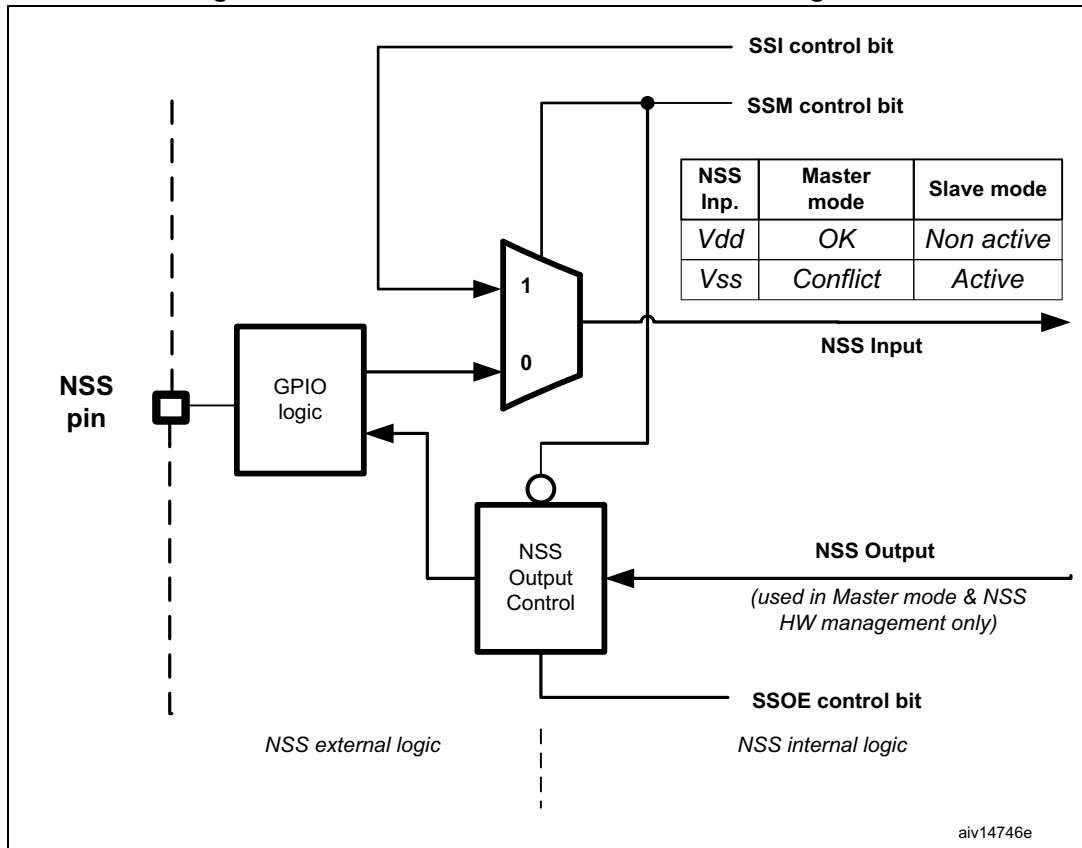 SSI control bit
SSM control bit
NSS Inp. Master mode Slave mode
Vdd OK Non active
Vss Conflict Active
1
0
NSS Input
NSS
pin
GPIO
logic
NSS
Output
Control
NSS Output
(used in Master mode & NSS
HW management only)
SSOE control bit
NSS external logic
NSS internal logic
aiv14746e